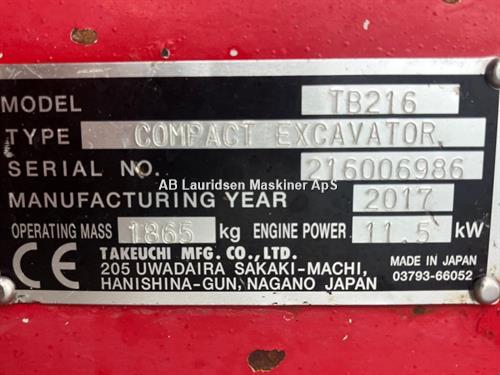 MODEL TB216
TYPE COMPACT EXCAVATOR
SERIAL NO. 216006986
AB Lauridsen Maskiner ApS
MANUFACTURING YEAR 2017
OPERATING MASS 1865 kg ENGINE POWER 11.5 kW
CE TAKEUCHI MFG. CO., LTD.
205 UWADAIRA SAKAKI-MACHI,
HANISHINA-GUN, NAGANO JAPAN
MADE IN JAPAN
03793-66052